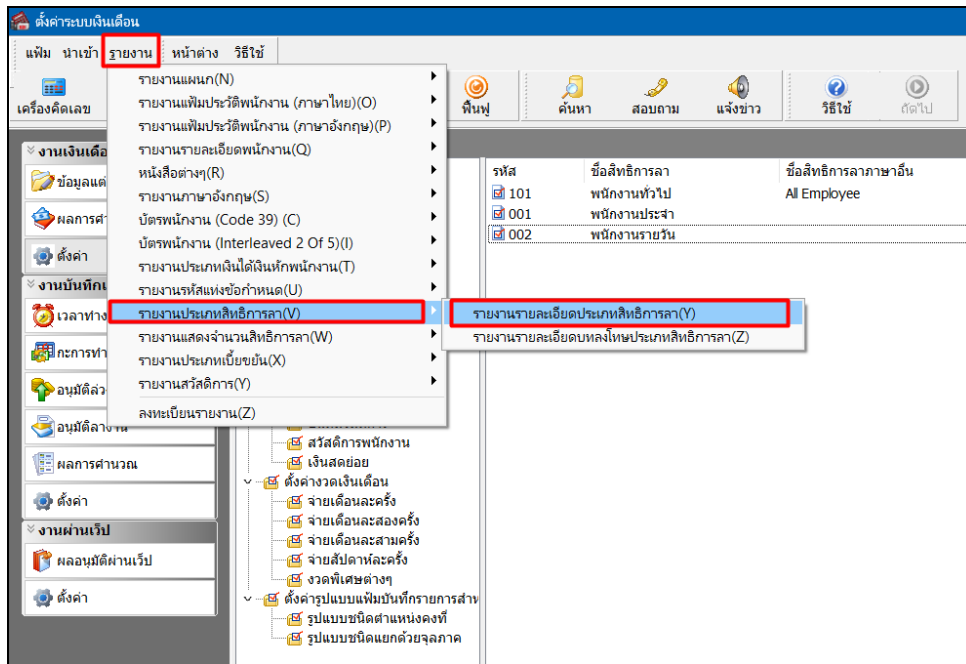 ตั้งค่าระบบเงินเดือน
แฟ้ม นำเข้า รายงาน หน้าต่าง วิธีใช้
เครื่องคิดเลข ฟื้นฟู ค้นหา สอบถาม แจ้งข่าว วิธีใช้ ถัดไป
รายงานแผนก(N)
รายงานแฟ้มประวัติพนักงาน (ภาษาไทย)(O)
รายงานแฟ้มประวัติพนักงาน (ภาษาอังกฤษ)(P)
รายงานรายละเอียดพนักงาน(Q)
หนังสือต่างๆ(R)
รายงานภาษาอังกฤษ(S)
บัตรพนักงาน (Code 39) (C)
บัตรพนักงาน (Interleaved 2 Of 5)(I)
รายงานประเภทเงินได้เงินหักพนักงาน(T)
รายงานรหัสแห่งข้อกำหนด(U)
รายงานประเภทสิทธิการลา(V)
รายงานแสดงจำนวนสิทธิการลา(W)
รายงานประเภทเบี้ยขยัน(X)
รายงานสวัสดิการ(Y)
ลงทะเบียนรายงาน(Z)
รายงานรายละเอียดประเภทสิทธิการลา(Y)
รายงานรายละเอียดบทลงโทษประเภทสิทธิการลา(Z)
รหัส ชื่อสิทธิการลา ชื่อสิทธิการลาภาษาอื่น
101 พนักงานทั่วไป All Employee
001 พนักงานประจำ
002 พนักงานรายวัน
งานเงินเดือ
ข้อมูลแต่
ผลการคำ
ตั้งค่า
งานบันทึกเ
เวลาทำง
กะการทำ
อนุมัติล่ว
อนุมัติลางาน
ผลการคำนวณ
ตั้งค่า
งานผ่านเว็ป
ผลอนุมัติผ่านเว็ป
ตั้งค่า
สวัสดิการพนักงาน
เงินสดย่อย
ตั้งค่างวดเงินเดือน
จ่ายเดือนละครั้ง
จ่ายเดือนละสองครั้ง
จ่ายเดือนละสามครั้ง
จ่ายสัปดาห์ละครั้ง
งวดพิเศษต่างๆ
ตั้งค่ารูปแบบแฟ้มบันทึกรายการสำห
รูปแบบชนิดตำแหน่งคงที่
รูปแบบชนิดแยกด้วยจุลภาค